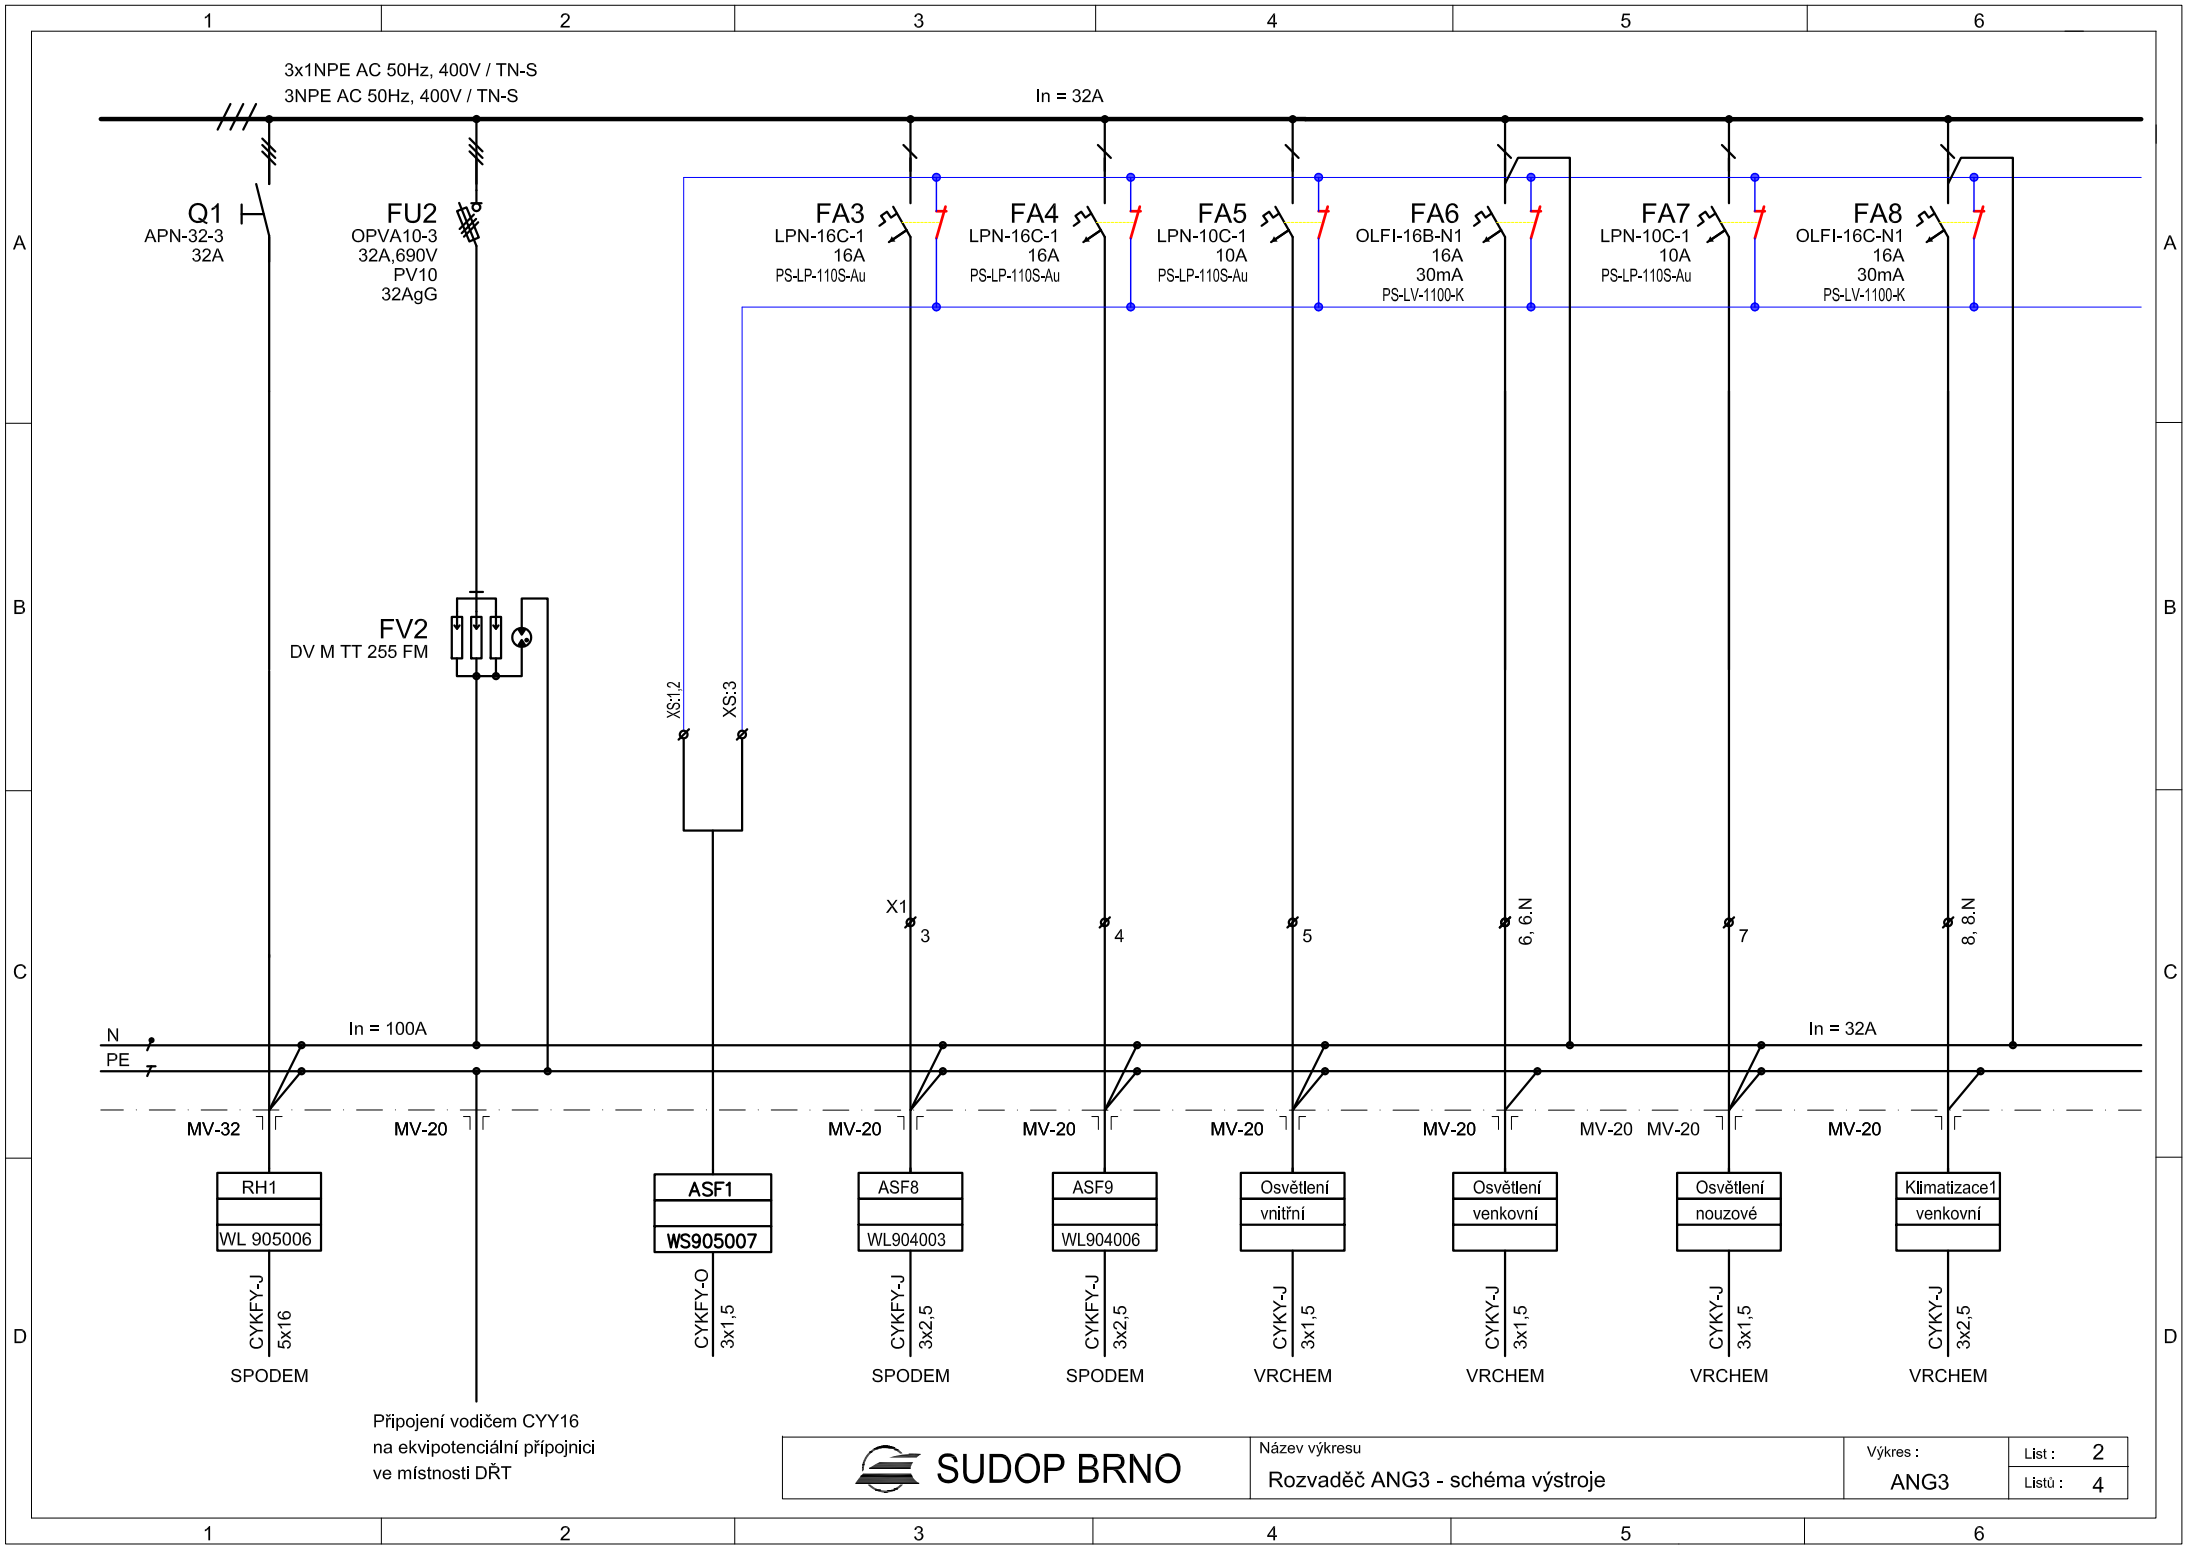 1 2 3 4 5 6
3x1NPE AC 50Hz, 400V / TN-S
3NPE AC 50Hz, 400V / TN-S
In = 32A
A
A
Q1
APN-32-3
32A
FU2
OPVA10-3
32A,690V
PV10
32AgG
FA3
LPN-16C-1
16A
PS-LP-110S-Au
FA4
LPN-16C-1
16A
PS-LP-110S-Au
FA5
LPN-10C-1
10A
PS-LP-110S-Au
FA6
OLFI-16B-N1
16A
30mA
PS-LV-1100-K
FA7
LPN-10C-1
10A
PS-LP-110S-Au
FA8
OLFI-16C-N1
16A
30mA
PS-LV-1100-K
B
B
FV2
DV M TT 255 FM
XS:1,2
XS:3
X1
3
4
5
6, 6.N
7
8, 8.N
C
C
N
PE
In = 100A
In = 32A
MV-32
MV-20
MV-20
MV-20
MV-20
MV-20
MV-20
MV-20
MV-20
RH1
WL 905006
CYKFY-J
5x16
SPODEM
ASF1
WS905007
CYKFY-O
3x1,5
ASF8
WL904003
CYKFY-J
3x2,5
SPODEM
ASF9
WL904006
CYKFY-J
3x2,5
SPODEM
Osvětlení
vnitřní
CYKY-J
3x1,5
VRCHEM
Osvětlení
venkovní
CYKY-J
3x1,5
VRCHEM
Osvětlení
nouzové
CYKY-J
3x1,5
VRCHEM
Klimatizace1
venkovní
CYKY-J
3x2,5
VRCHEM
D
D
Připojení vodičem CYY16
na ekvipotenciální přípojnici
ve místnosti DŘT
SUDOP BRNO
Název výkresu
Rozvaděč ANG3 - schéma výstroje
Výkres :
ANG3
List : 2
Listů : 4
1 2 3 4 5 6